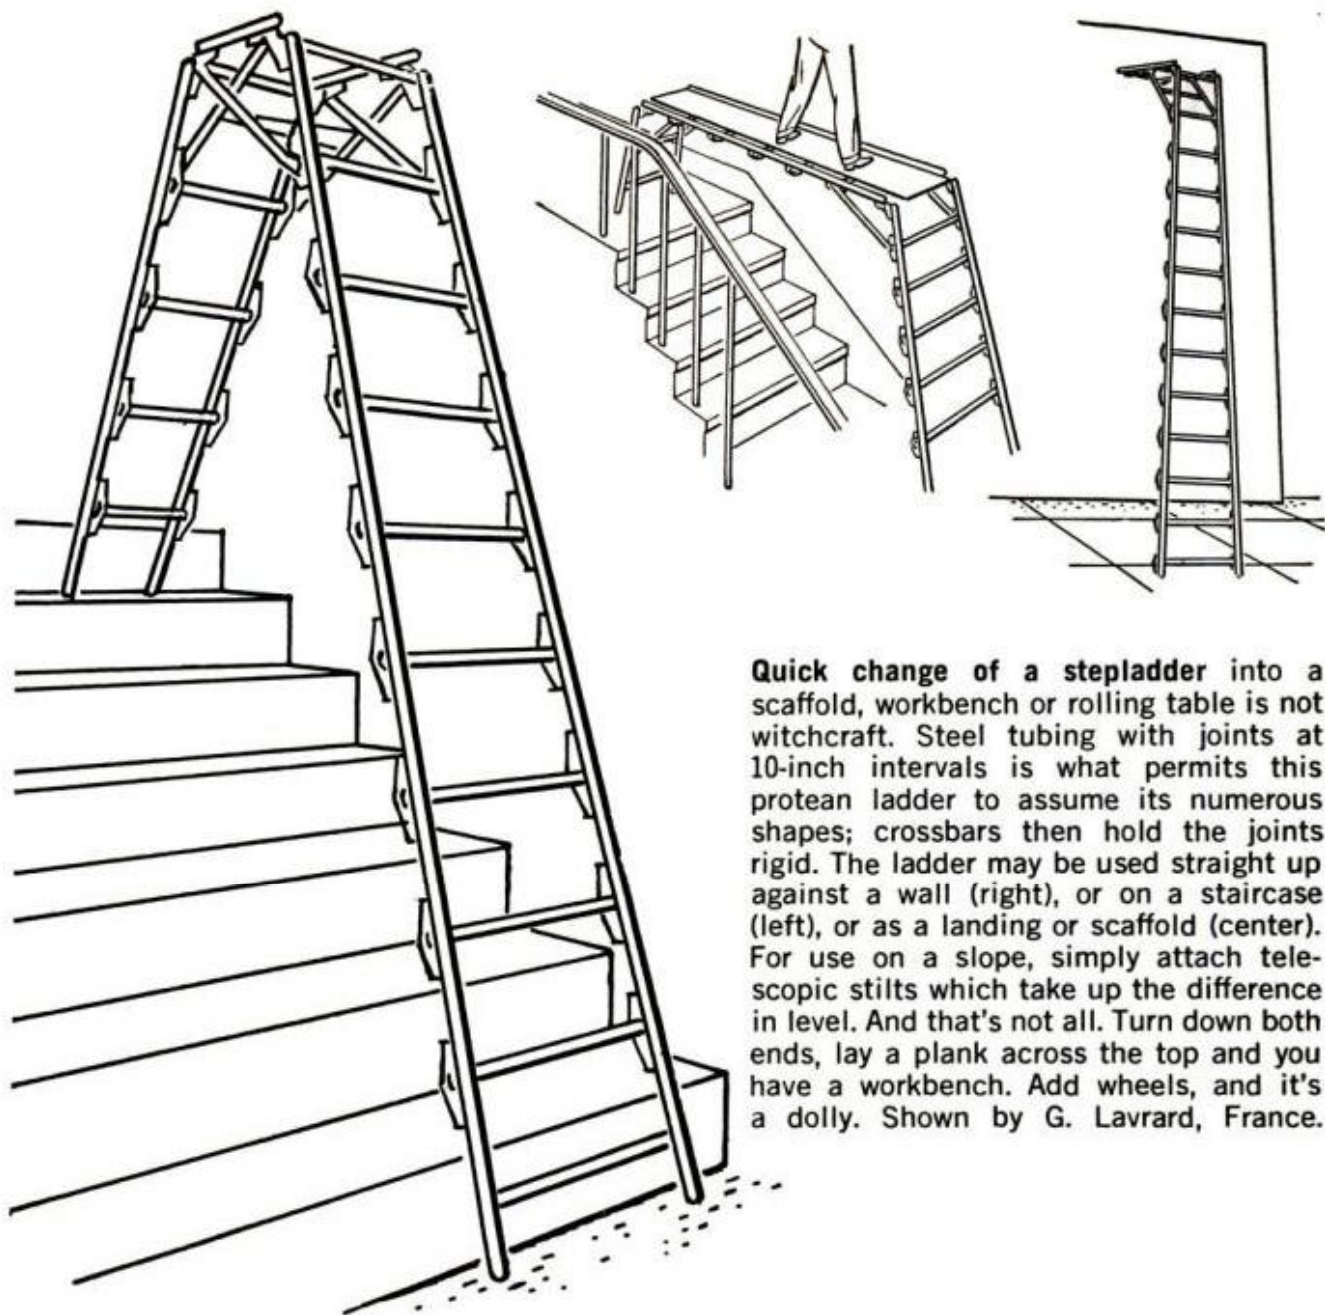 Quick change of a stepladder into a
scaffold, workbench or rolling table is not
witchcraft. Steel tubing with joints at
10-inch intervals is what permits this
protean ladder to assume its numerous
shapes; crossbars then hold the joints
rigid. The ladder may be used straight up
against a wall (right), or on a staircase
(left), or as a landing or scaffold (center).
For use on a slope, simply attach tele-
scopic stilts which take up the difference
in level. And that's not all. Turn down both
ends, lay a plank across the top and you
have a workbench. Add wheels, and it's
a dolly. Shown by G. Lavrard, France.